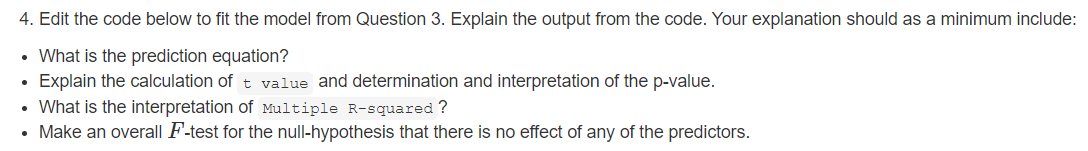 4. Edit the code below to fit the model from Question 3. Explain the output from the code. Your explanation should as a minimum include:
• What is the prediction equation?
• Explain the calculation of t value and determination and interpretation of the p-value.
• What is the interpretation of Multiple R-squared ?
• Make an overall F-test for the null-hypothesis that there is no effect of any of the predictors.